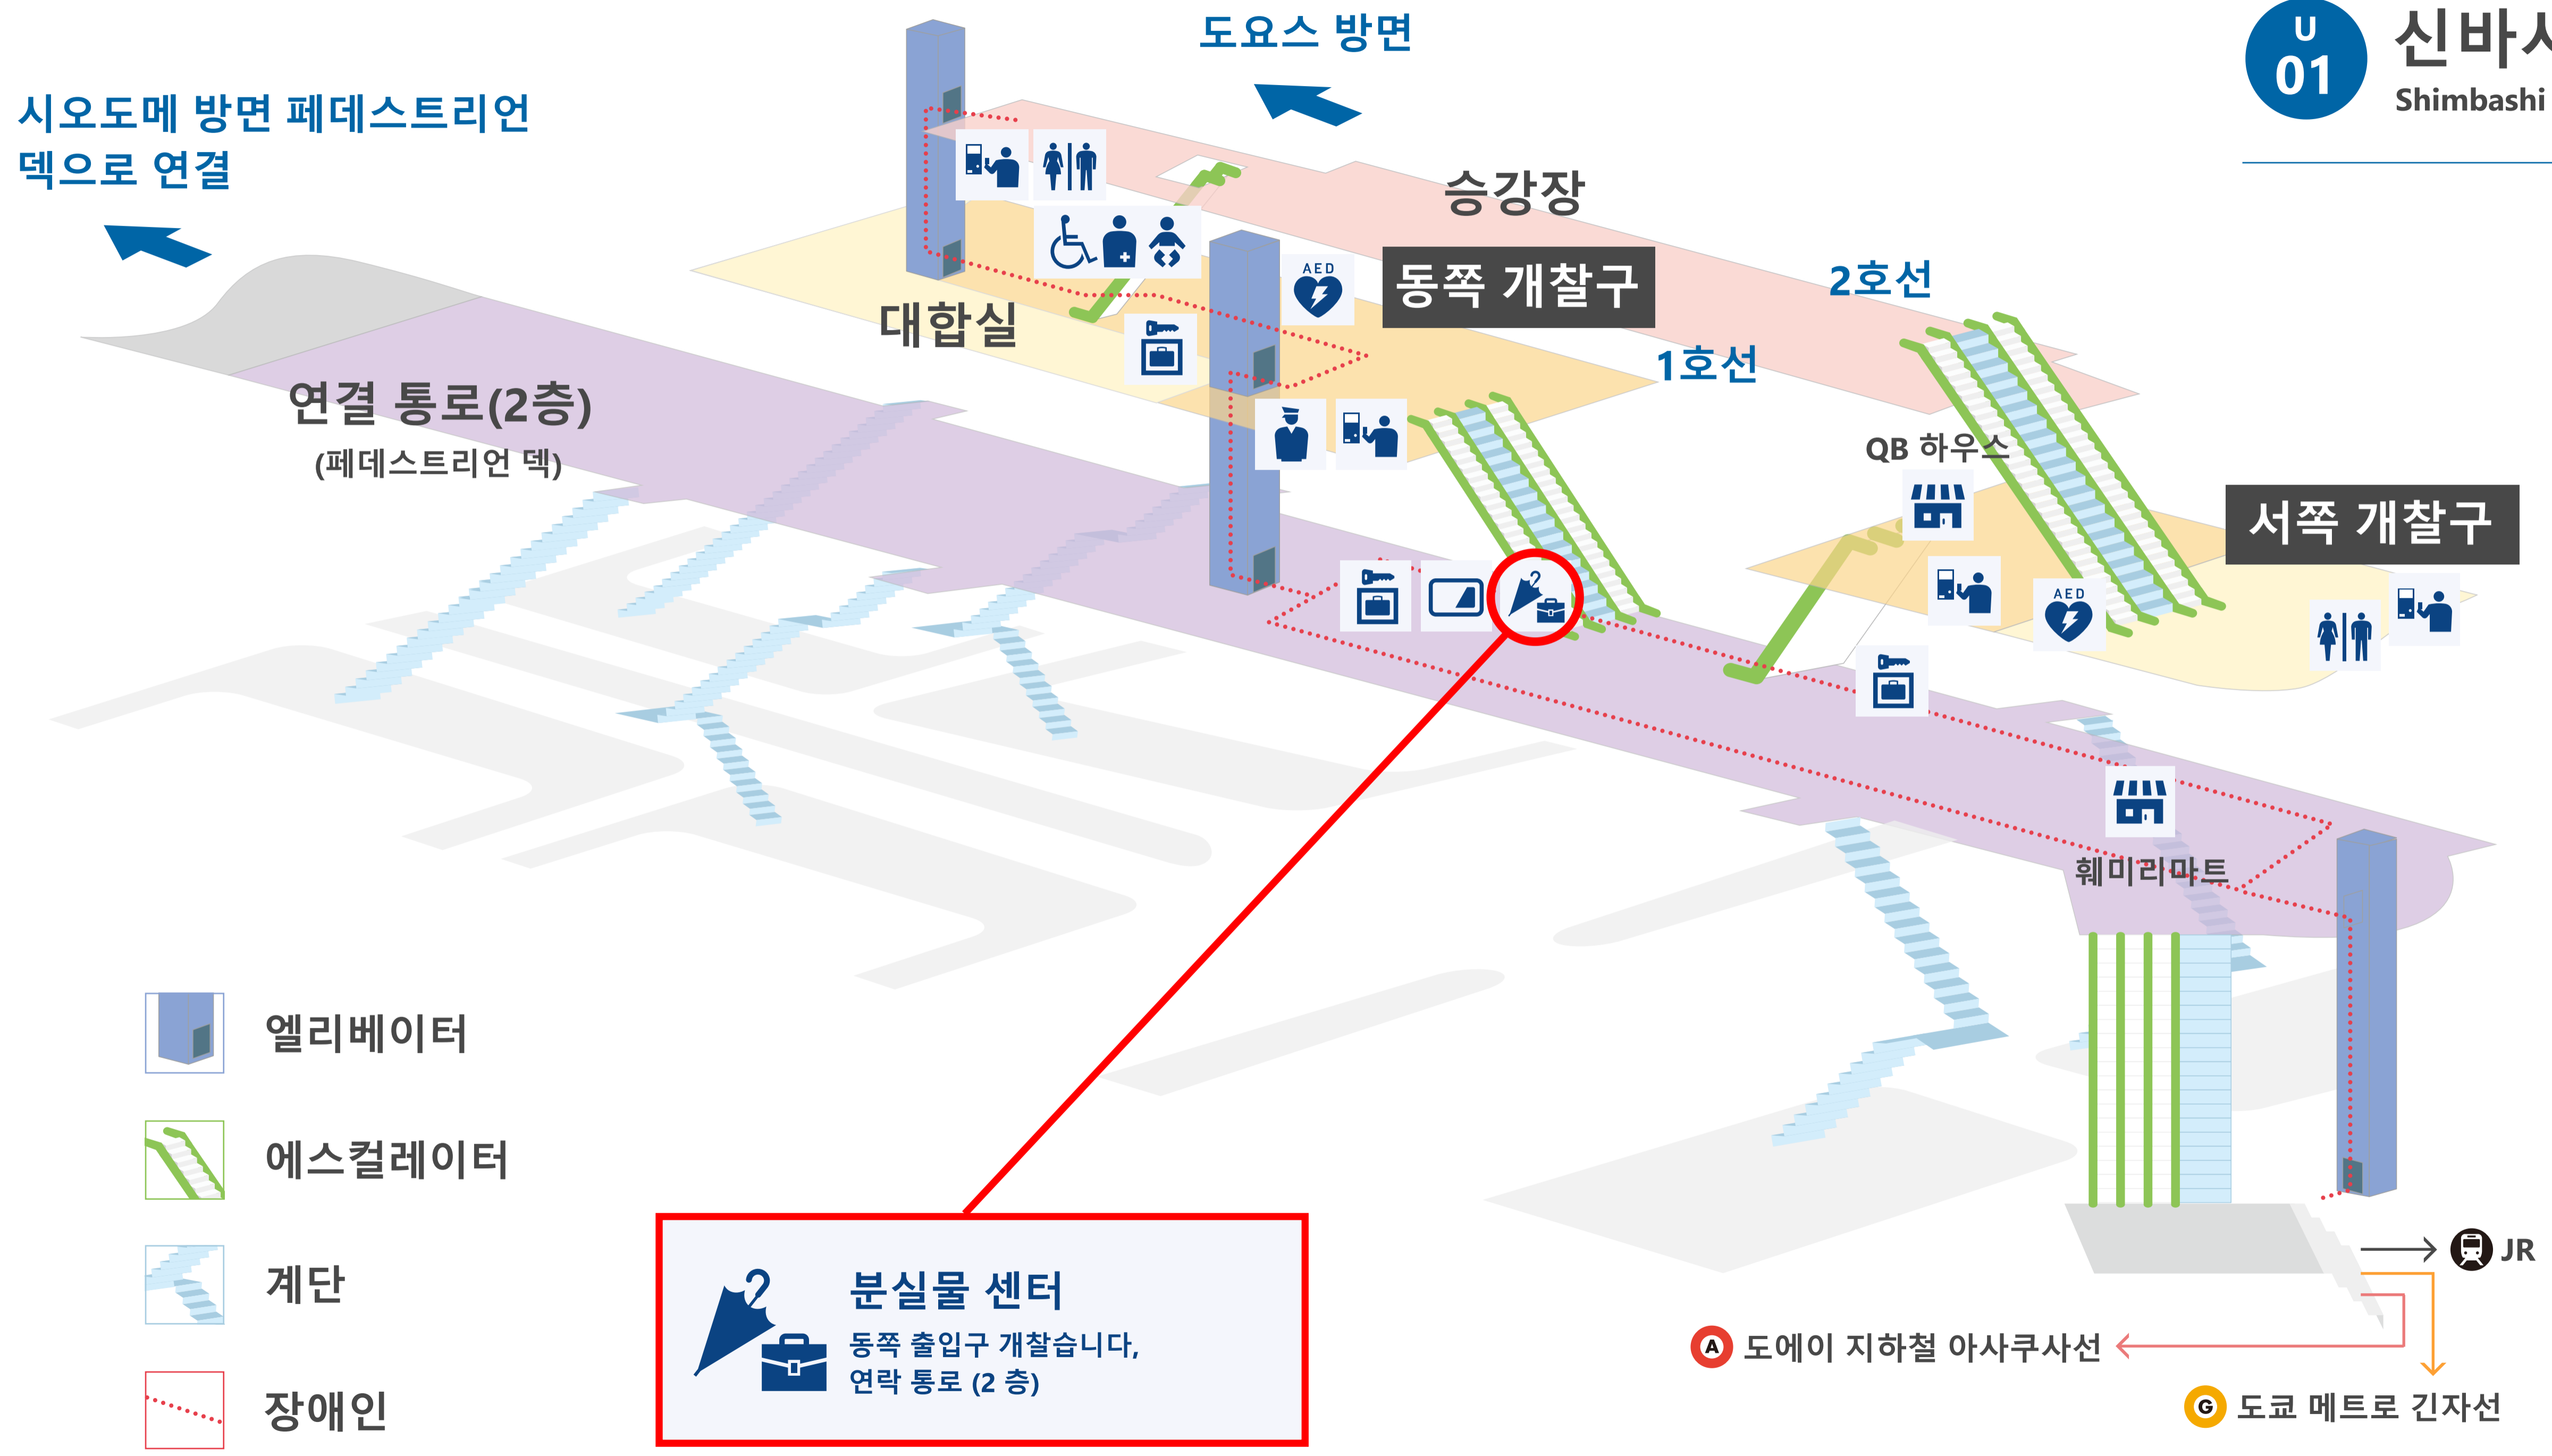 도요스 방면
U
01
Shimbashi
시오도메 방면 페데스트리언
덱으로 연결
승강장
동쪽 개찰구
AED
2호선
대합실
1호선
연결 통로(2층)
(페데스트리언 덱)
QB 하우스
서쪽 개찰구
AED
훼미리마트
엘리베이터
에스컬레이터
계단
장애인
분실물 센터
동쪽 출입구 개찰습니다,
연락 통로 (2 층)
JR
A 도에이 지하철 아사쿠사선
G 도쿄 메트로 긴자선